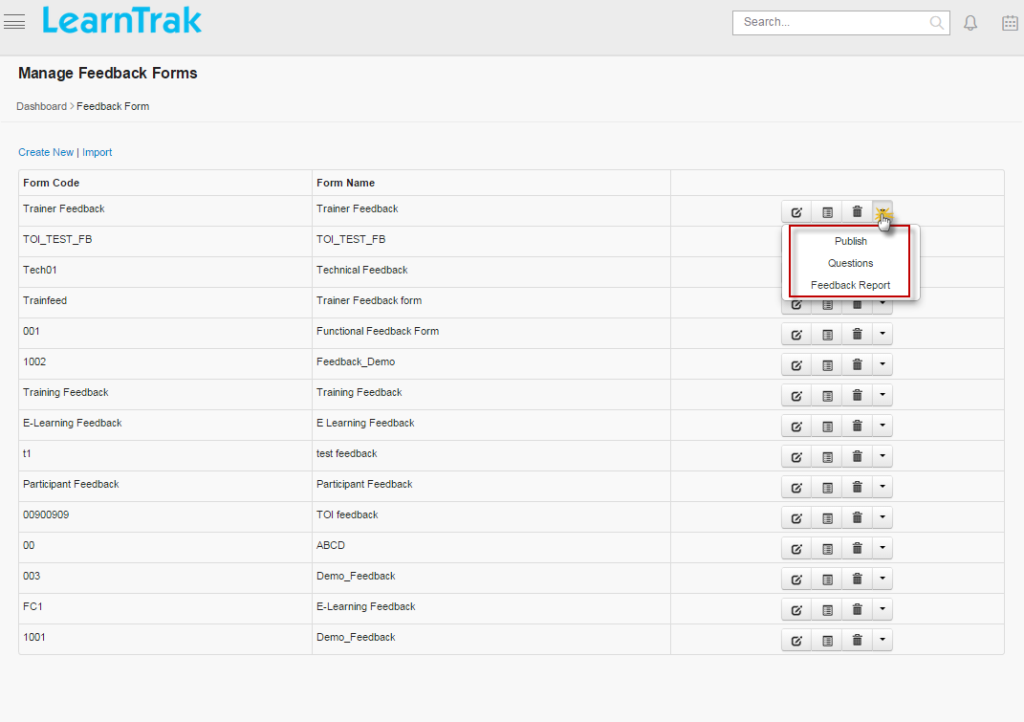 LearnTrak
Search...
Manage Feedback Forms
Dashboard > Feedback Form
Create New | Import
Form Code Form Name
Trainer Feedback Trainer Feedback
Publish
Questions
Feedback Report
TOI_TEST_FB TOI_TEST_FB
Tech01 Technical Feedback
Trainfeed Trainer Feedback form
001 Functional Feedback Form
1002 Feedback_Demo
Training Feedback Training Feedback
E-Learning Feedback E Learning Feedback
t1 test feedback
Participant Feedback Participant Feedback
00900909 TOI feedback
00 ABCD
003 Demo_Feedback
FC1 E-Learning Feedback
1001 Demo_Feedback